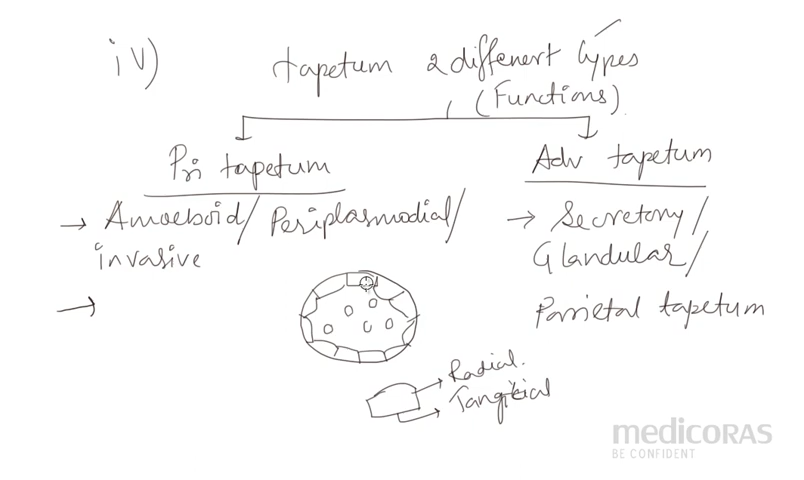 iv) tapetum 2 different types
(Functions)
Pri tapetum
→ Amoeboid/ Periplasmodial/
invasive
→
Adv tapetum
→ Secretory/
Glandular/
Parietal tapetum
Radial.
Tangitial
medicoras
BE CONFIDENT